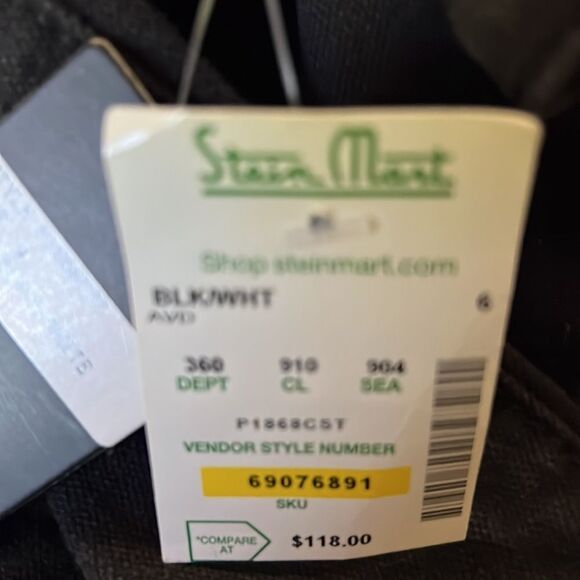 Stein Mart
Shop steinmart.com
BLK/WHT 6
AVD
360 910 904
DEPT CL SEA
P1868CST
VENDOR STYLE NUMBER
69076891
SKU
*COMPARE AT $118.00